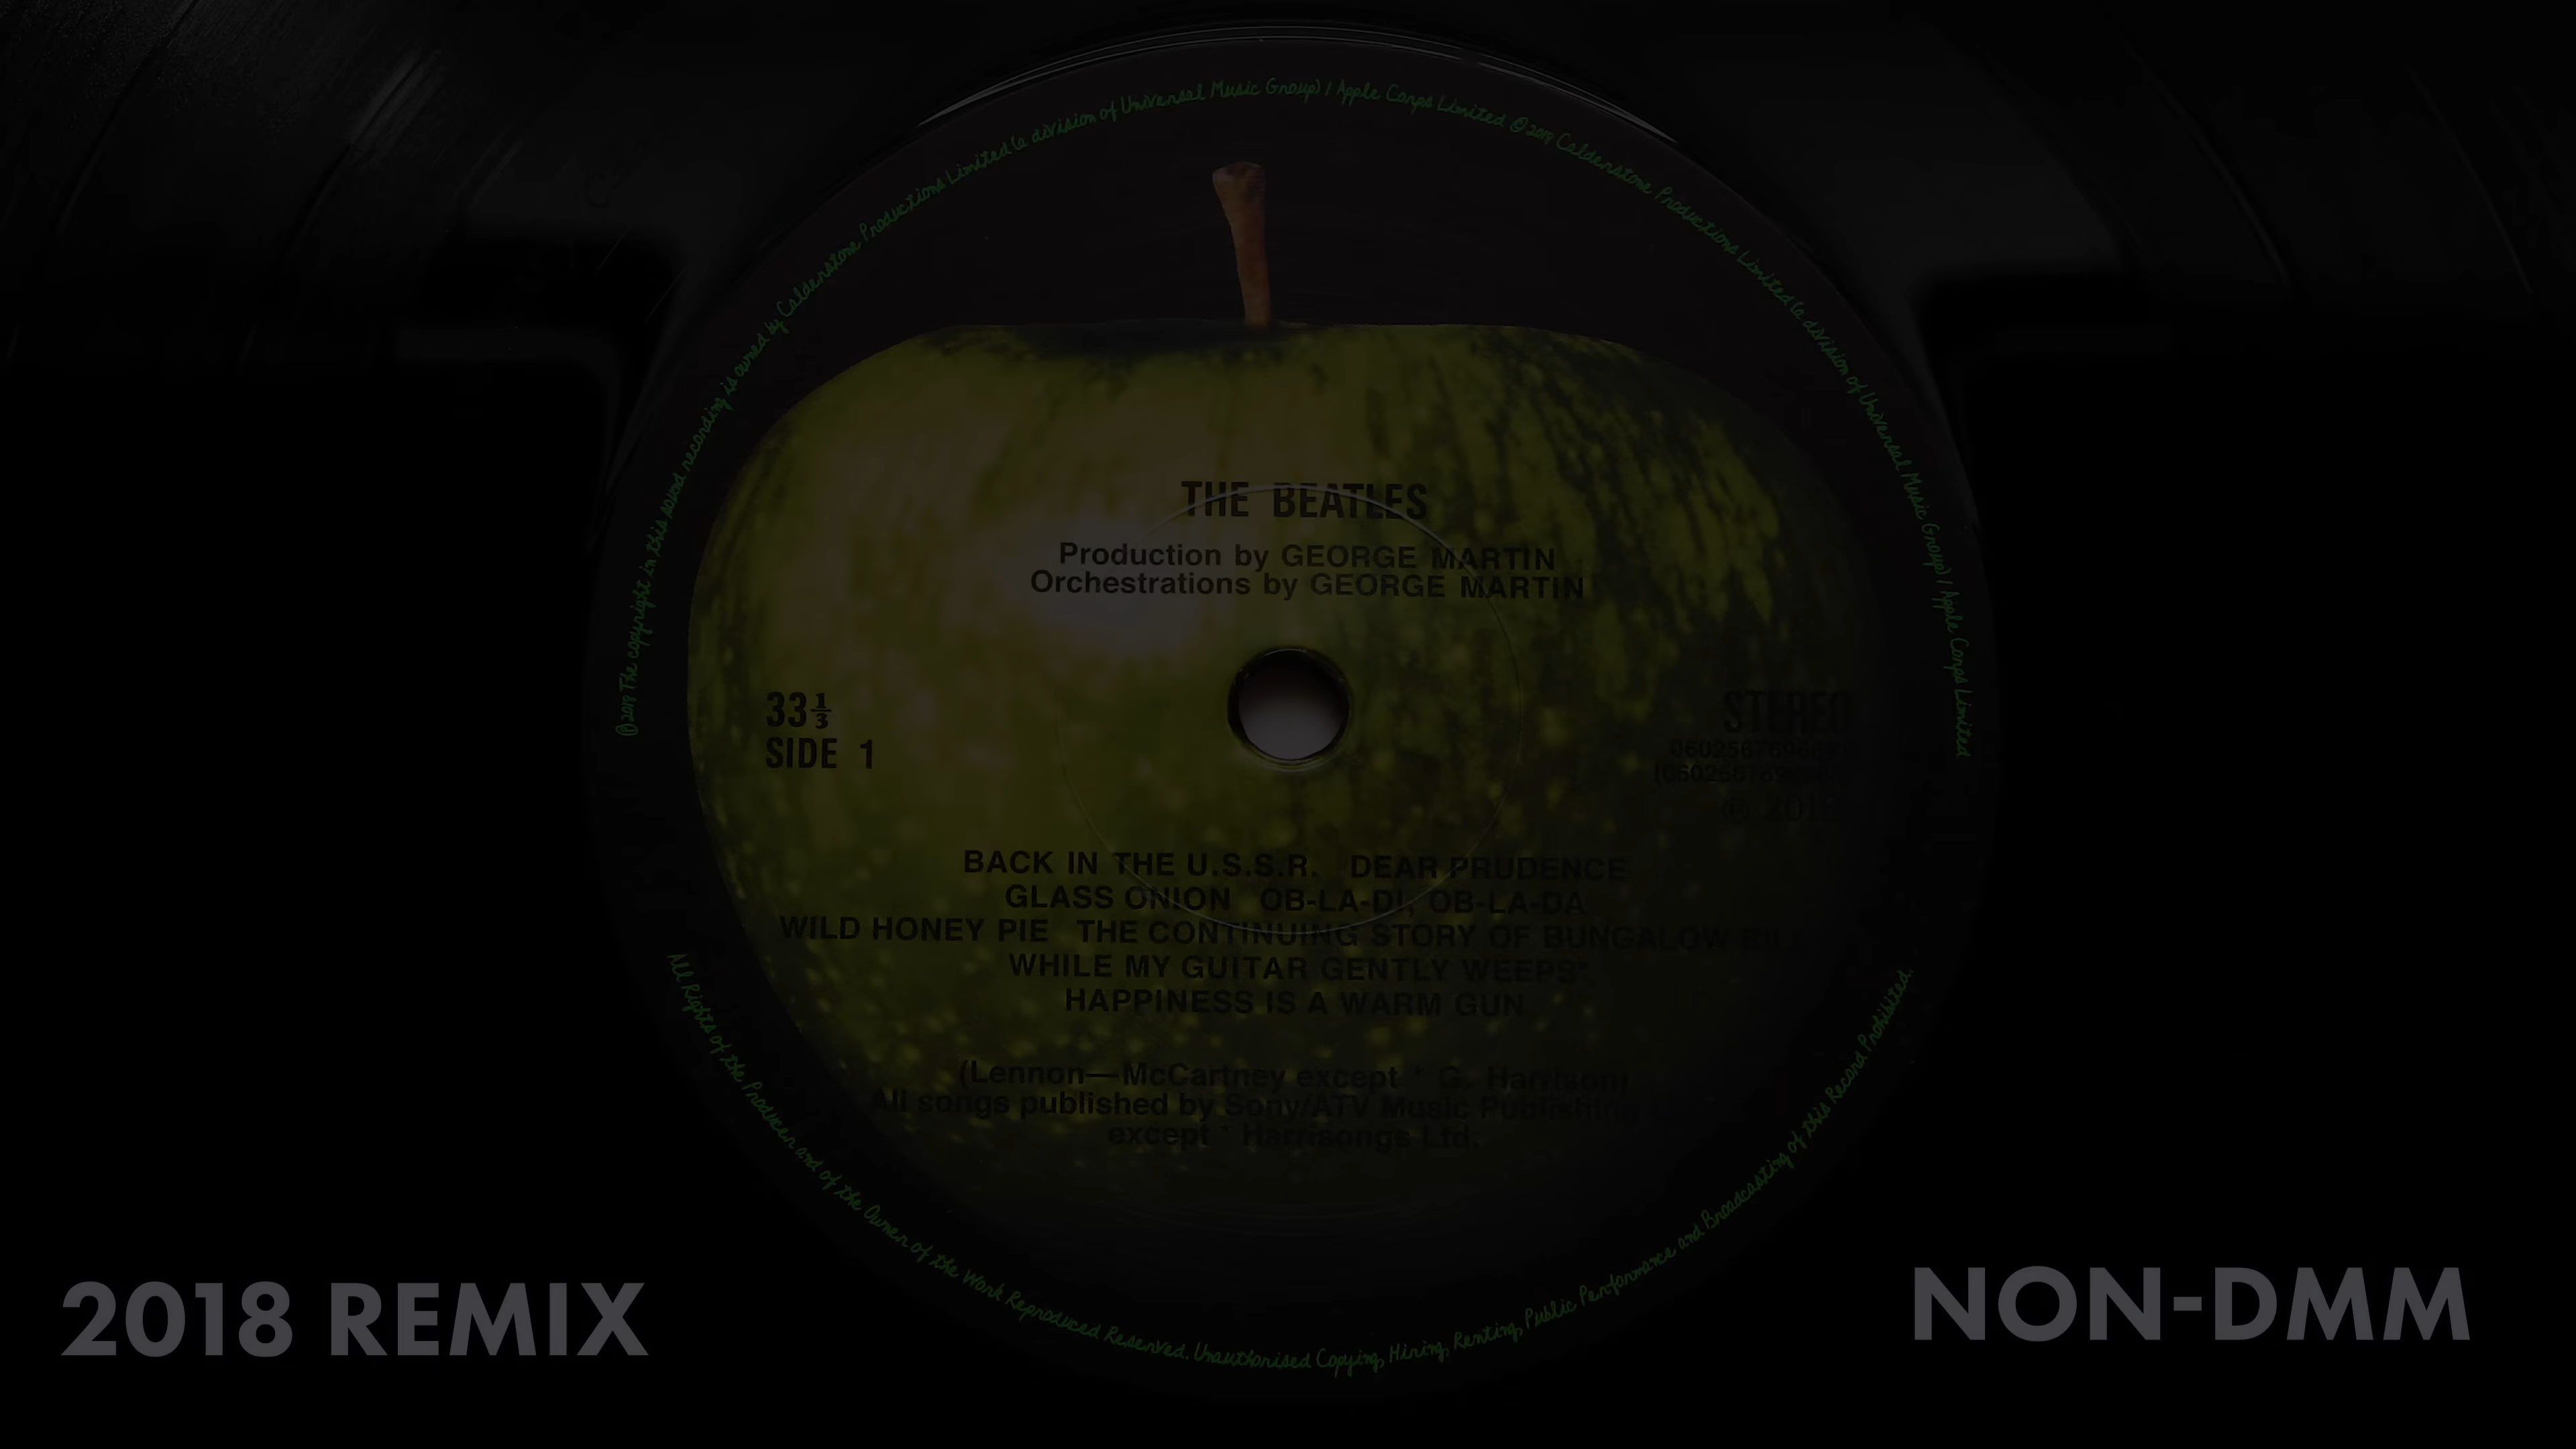 ℗ 2018 The copyright in this sound recording is owned by Calderstone Productions Limited (a division of Universal Music Group) / Apple Corps Limited © 2018 Calderstone Productions Limited (a division of Universal Music Group) / Apple Corps Limited
THE BEATLES
Production by GEORGE MARTIN
Orchestrations by GEORGE MARTIN
33⅓
SIDE 1
STEREO
BACK IN THE U.S.S.R. DEAR PRUDENCE
GLASS ONION OB-LA-DI, OB-LA-DA
WILD HONEY PIE THE CONTINUING STORY OF BUNGALOW
WHILE MY GUITAR GENTLY WEEPS*
HAPPINESS IS A WARM GUN
(Lennon—McCartney except * G. Harrison)
All songs published by Sony/ATV Music Publishing
except * Harrisongs Ltd.
All Rights of the Producer and of the Owner of the Work Reproduced Reserved. Unauthorised Copying, Hiring, Renting, Public Performance and Broadcasting of this Record Prohibited.
2018 REMIX
NON-DMM